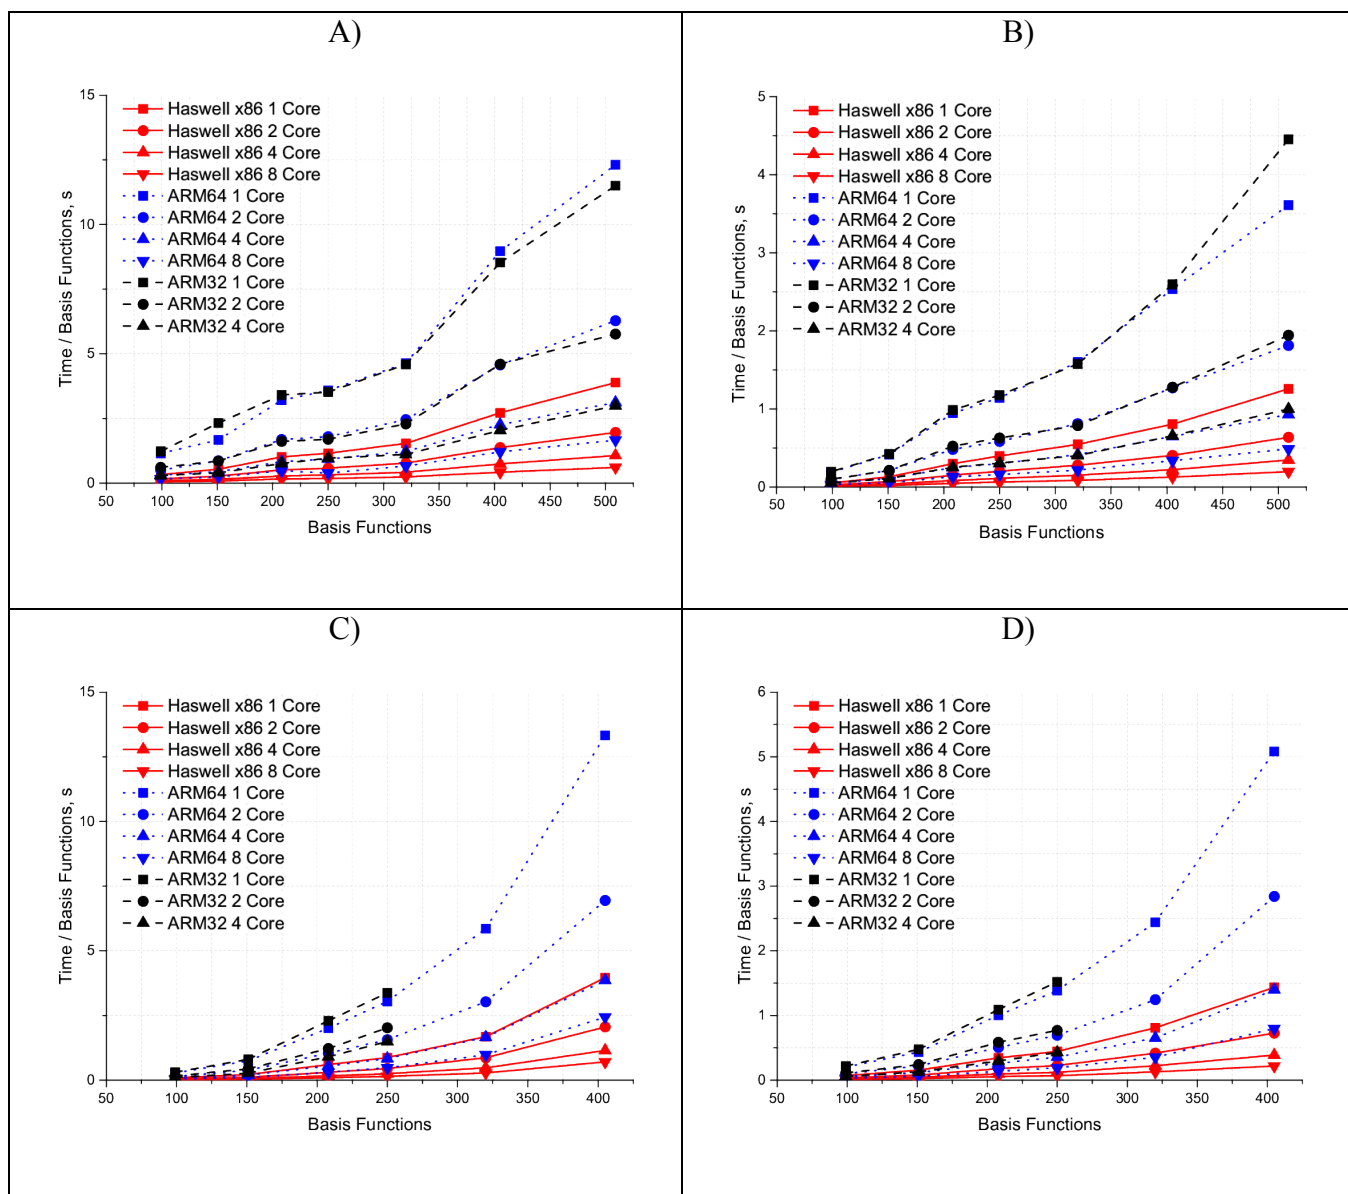 A)
15
10
5
0
Time / Basis Functions, s
Haswell x86 1 Core
Haswell x86 2 Core
Haswell x86 4 Core
Haswell x86 8 Core
ARM64 1 Core
ARM64 2 Core
ARM64 4 Core
ARM64 8 Core
ARM32 1 Core
ARM32 2 Core
ARM32 4 Core
50 100 150 200 250 300 350 400 450 500
Basis Functions
B)
5
4
3
2
1
0
Time / Basis Functions, s
Haswell x86 1 Core
Haswell x86 2 Core
Haswell x86 4 Core
Haswell x86 8 Core
ARM64 1 Core
ARM64 2 Core
ARM64 4 Core
ARM64 8 Core
ARM32 1 Core
ARM32 2 Core
ARM32 4 Core
50 100 150 200 250 300 350 400 450 500
Basis Functions
C)
15
10
5
0
Time / Basis Functions, s
Haswell x86 1 Core
Haswell x86 2 Core
Haswell x86 4 Core
Haswell x86 8 Core
ARM64 1 Core
ARM64 2 Core
ARM64 4 Core
ARM64 8 Core
ARM32 1 Core
ARM32 2 Core
ARM32 4 Core
50 100 150 200 250 300 350 400
Basis Functions
D)
6
5
4
3
2
1
0
Time / Basis Functions, s
Haswell x86 1 Core
Haswell x86 2 Core
Haswell x86 4 Core
Haswell x86 8 Core
ARM64 1 Core
ARM64 2 Core
ARM64 4 Core
ARM64 8 Core
ARM32 1 Core
ARM32 2 Core
ARM32 4 Core
50 100 150 200 250 300 350 400
Basis Functions